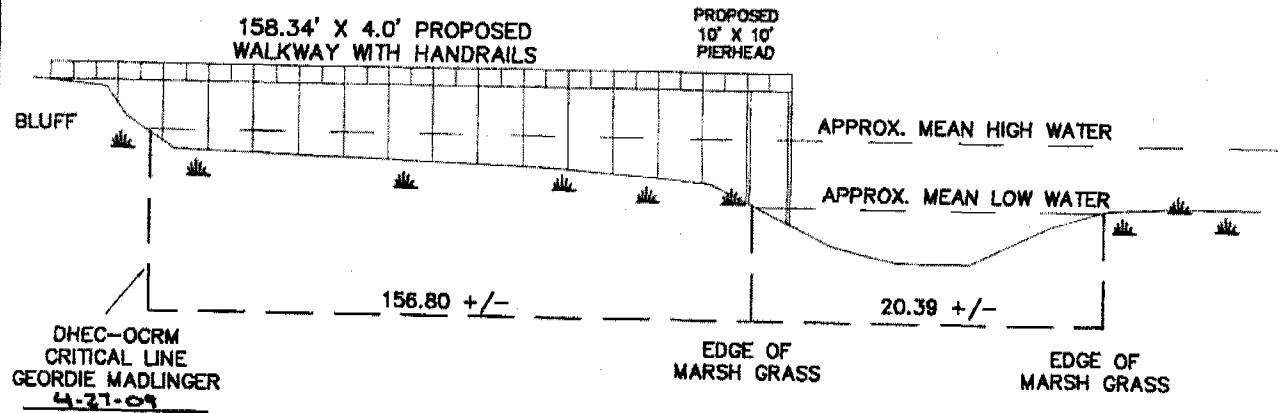 158.34' X 4.0' PROPOSED
WALKWAY WITH HANDRAILS
PROPOSED
10' X 10'
PIERHEAD
BLUFF
APPROX. MEAN HIGH WATER
APPROX. MEAN LOW WATER
156.80 +/-
20.39 +/-
DHEC-OCRM
CRITICAL LINE
GEORDIE MADLINGER
4-27-09
EDGE OF
MARSH GRASS
EDGE OF
MARSH GRASS